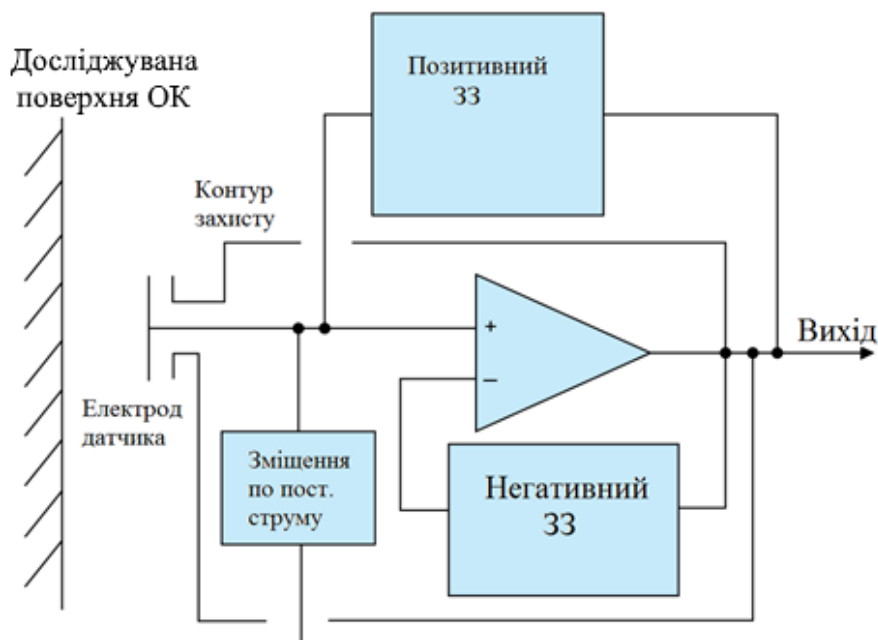 Досліджувана
поверхня ОК
Позитивний
ЗЗ
Контур
захисту
+
–
Вихід
Електрод
датчика
Зміщення
по пост.
струму
Негативний
ЗЗ